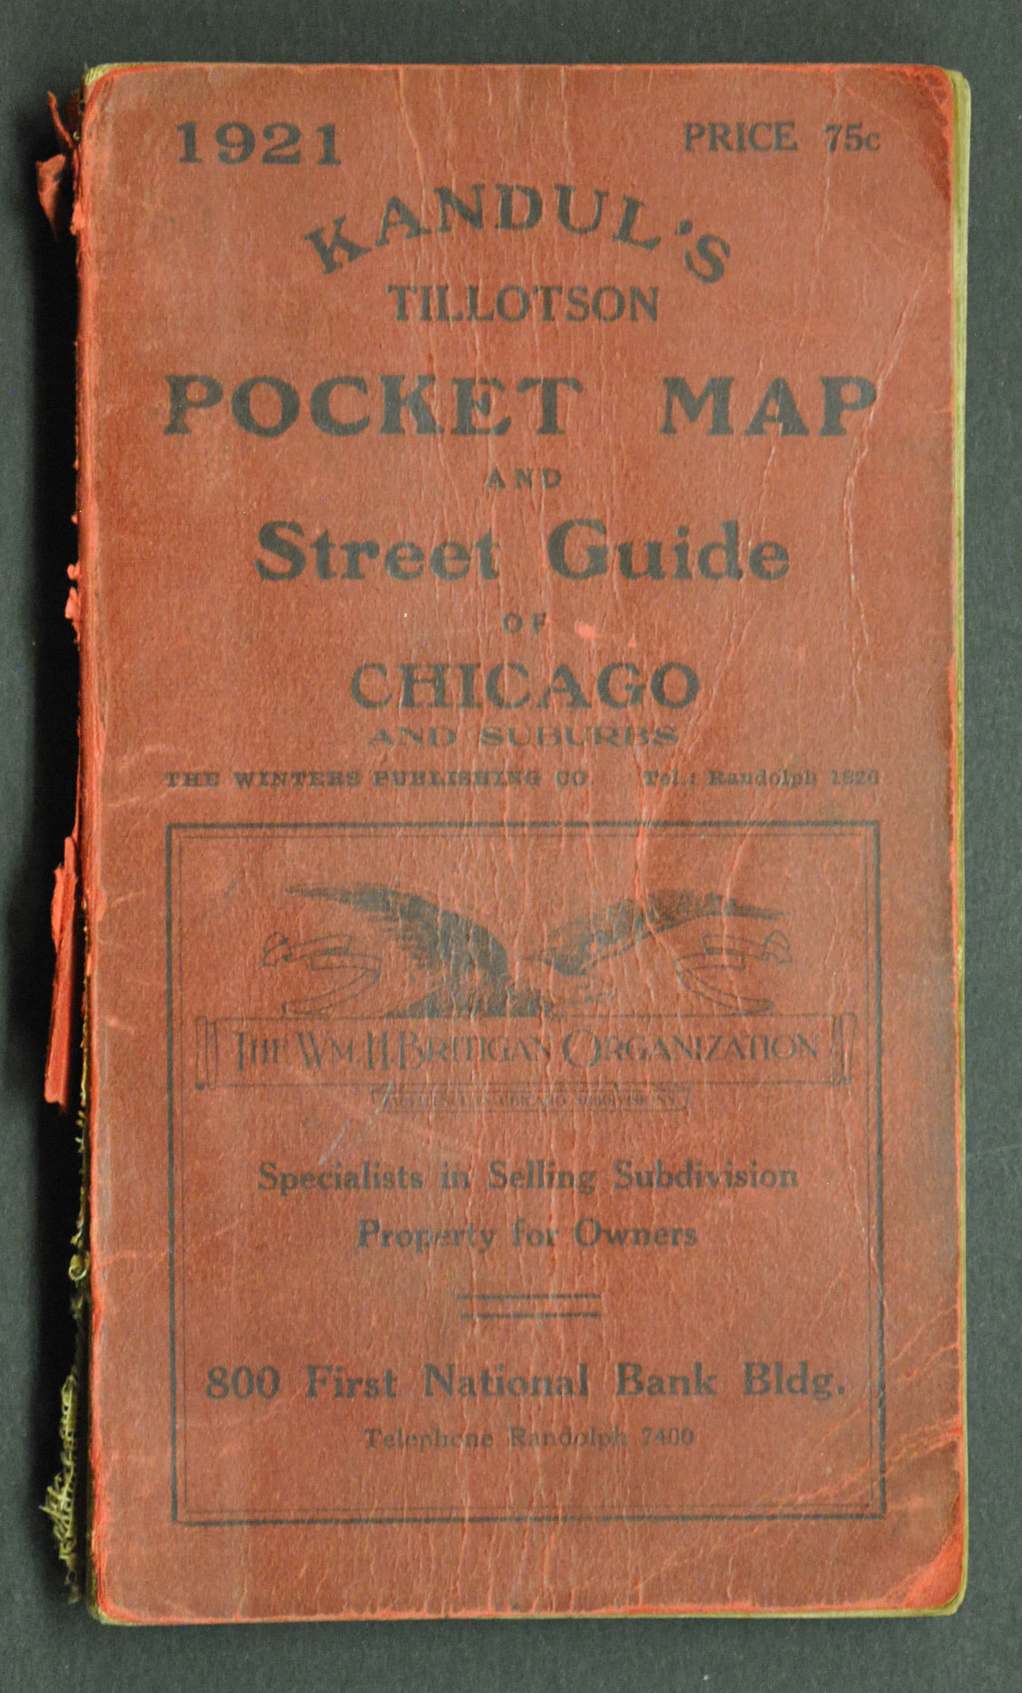 1921
PRICE 75c
KANDUL'S
TILLOTSON
POCKET MAP
AND
Street Guide
OF
CHICAGO
AND SUBURBS
THE WINTERS PUBLISHING CO. Tel.: Randolph 1826
THE WM. H. BRITIGAN ORGANIZATION
Specialists in Selling Subdivision
Property for Owners
800 First National Bank Bldg.
Telephone Randolph 7400